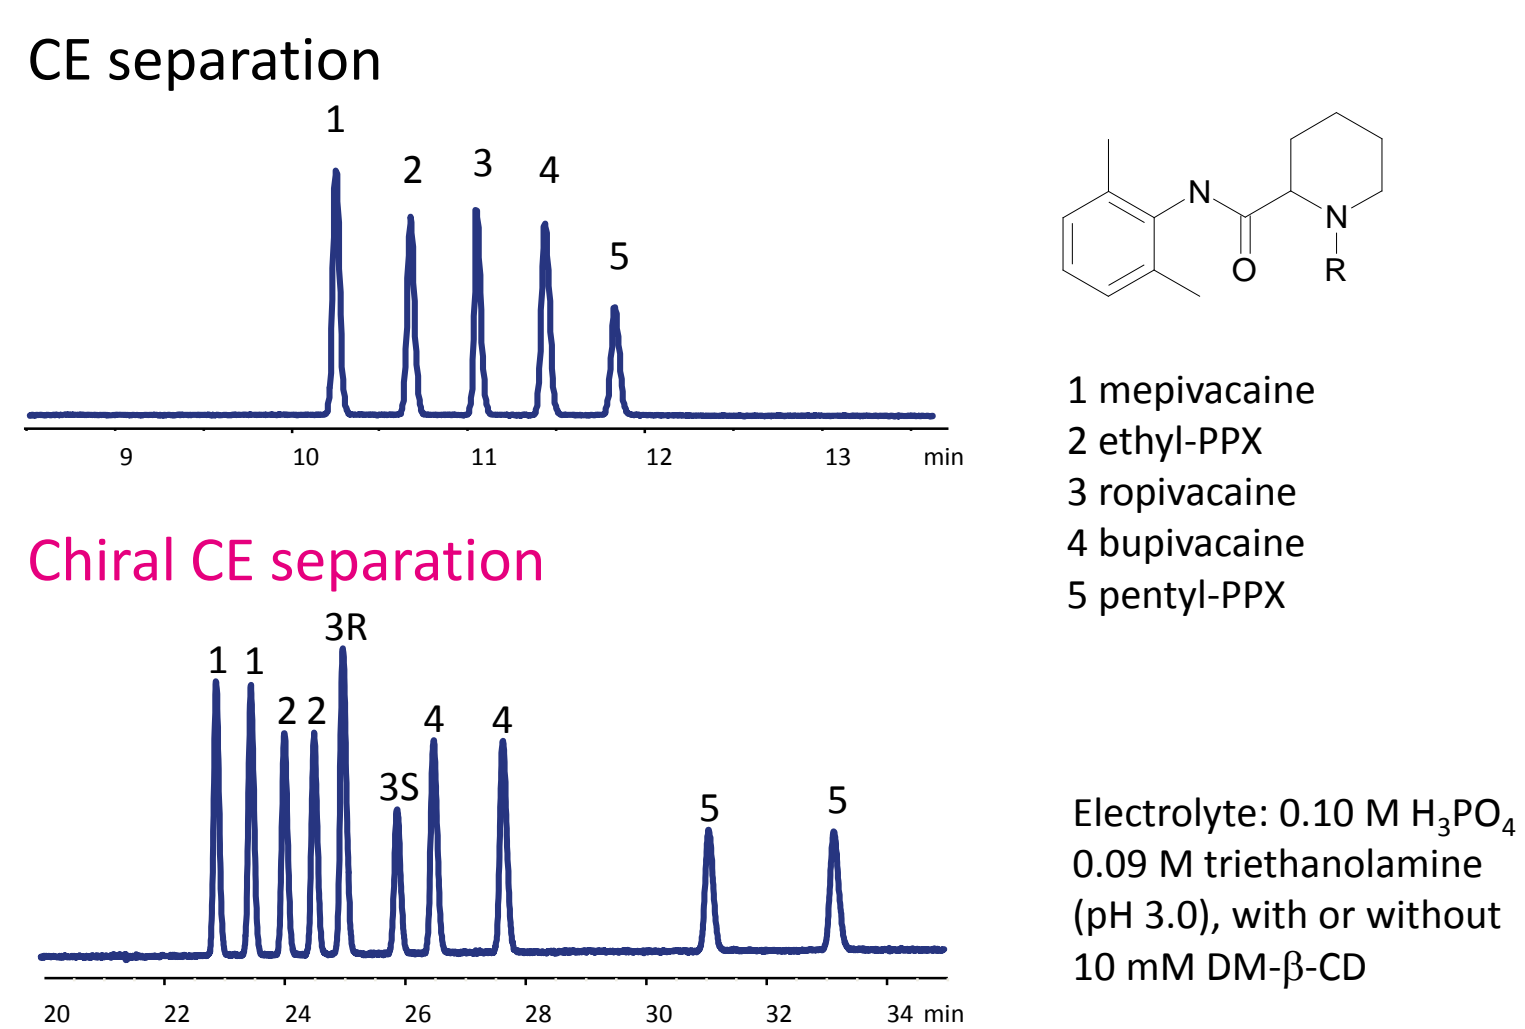 CE separation
1
2
3
4
5
9 10 11 12 13 min
N
O
N
R
1 mepivacaine
2 ethyl-PPX
3 ropivacaine
4 bupivacaine
5 pentyl-PPX
Chiral CE separation
1 1 2 2 3R 3S 4 4 5 5
20 22 24 26 28 30 32 34 min
Electrolyte: 0.10 M H₃PO₄
0.09 M triethanolamine
(pH 3.0), with or without
10 mM DM-β-CD